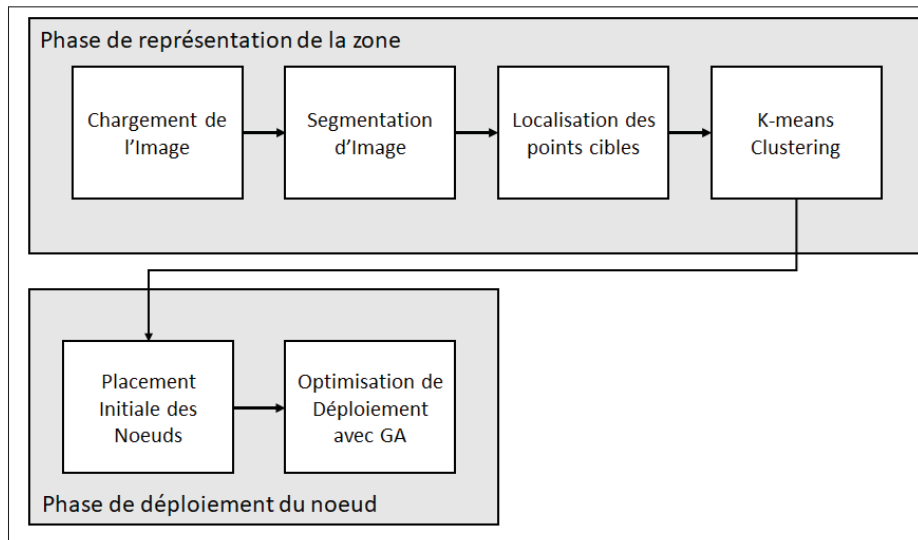 Phase de représentation de la zone
Chargement de
l'Image
Segmentation
d'Image
Localisation des
points cibles
K-means
Clustering
Placement
Initiale des
Noeuds
Optimisation de
Déploiement
avec GA
Phase de déploiement du noeud